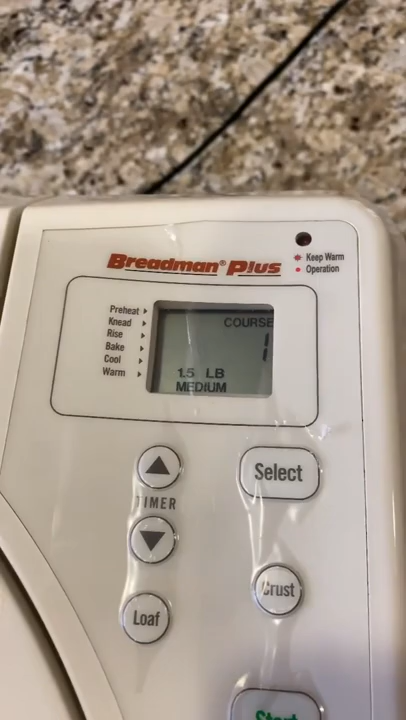 Breadman® Plus
Keep Warm
Operation
Preheat
Knead
Rise
Bake
Cool
Warm
COURSE
1
1.5 LB
MEDIUM
Select
TIMER
Crust
Loaf
Start